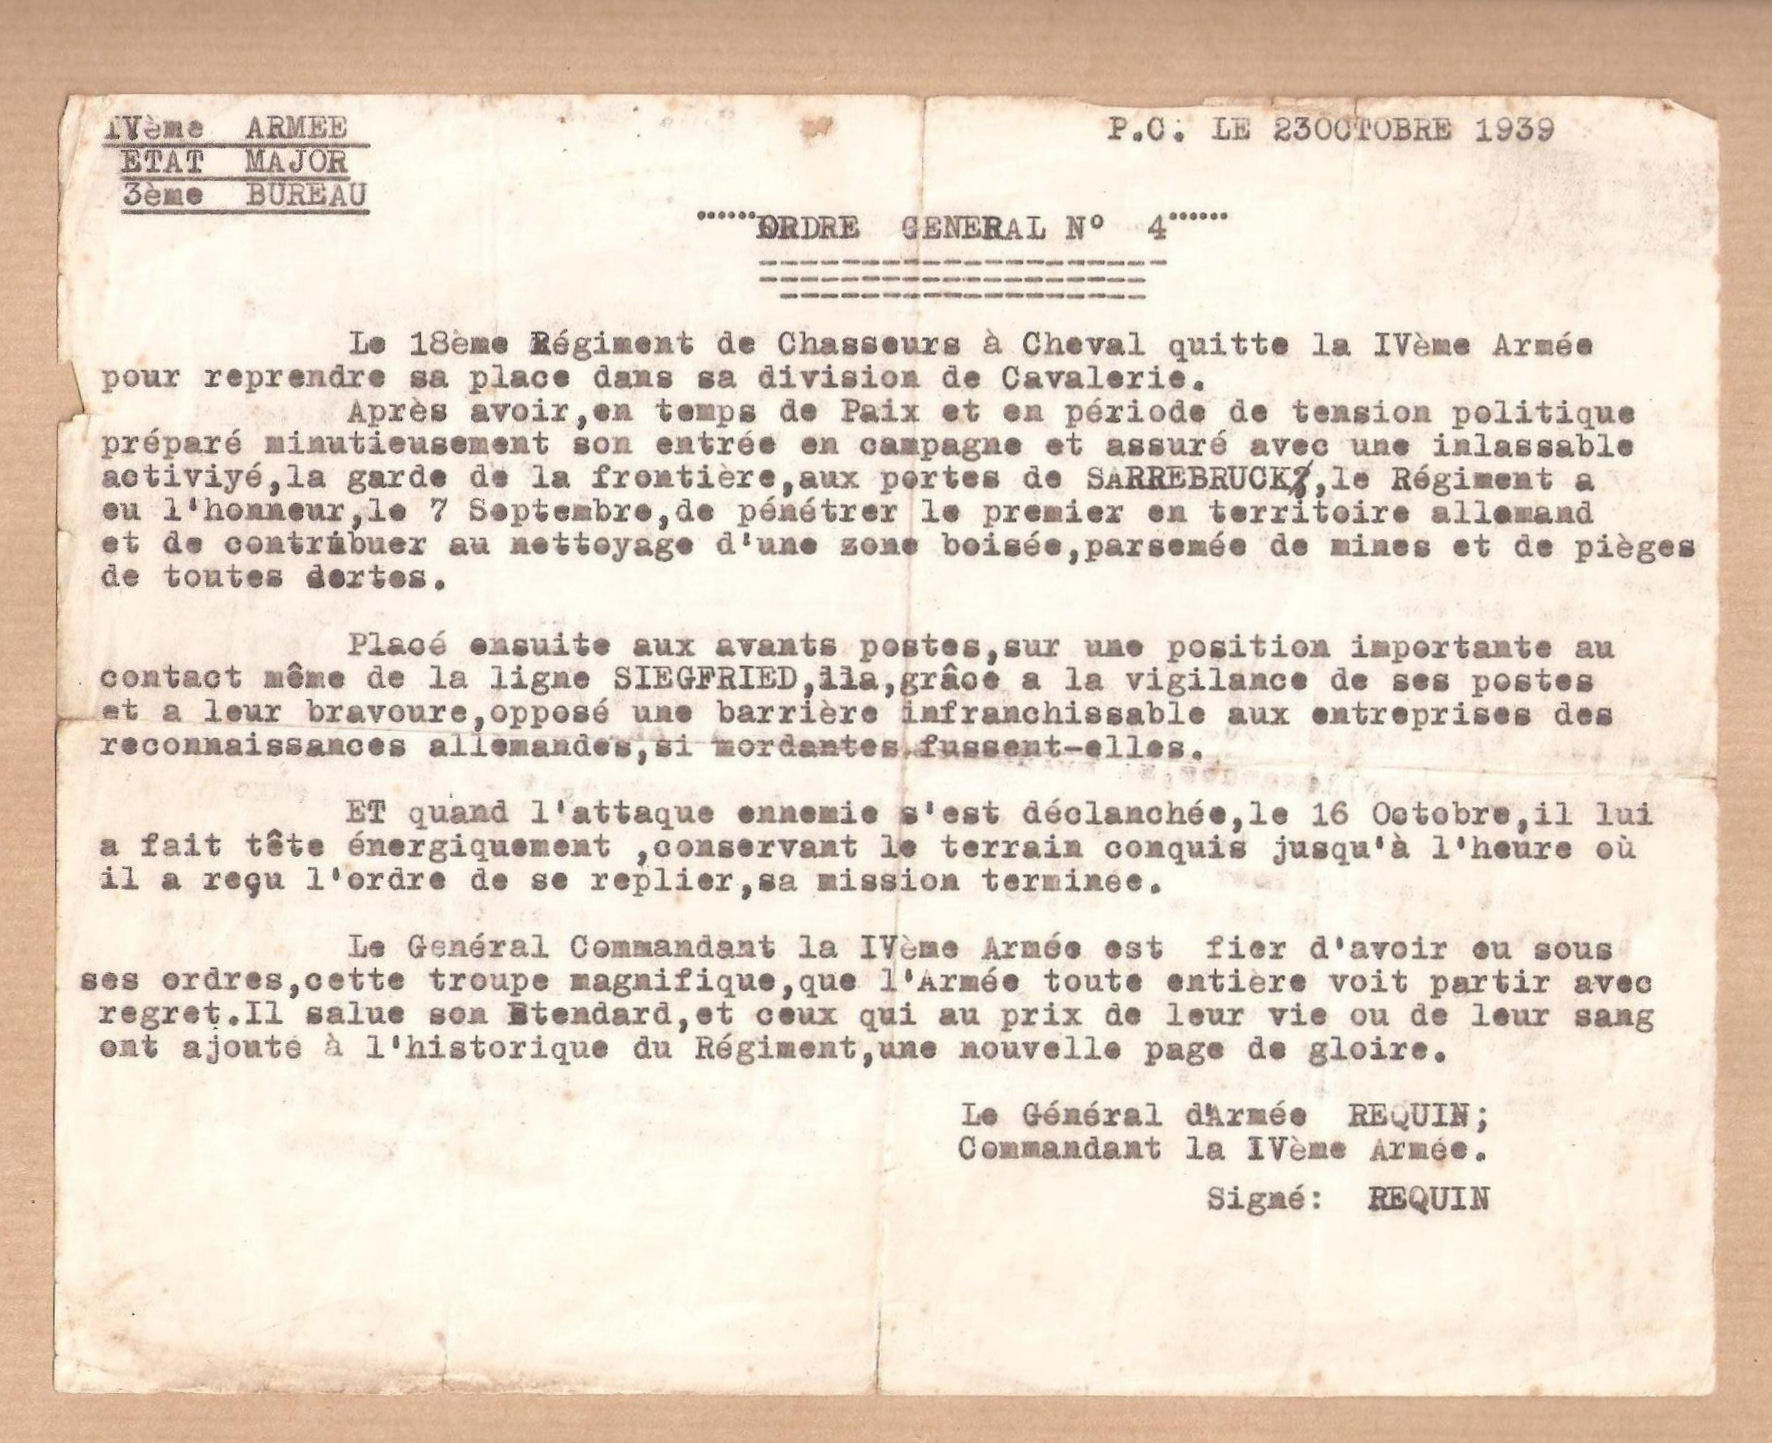 IVème ARMEE
ETAT MAJOR
3ème BUREAU
P.C. LE 23OCTOBRE 1939
""""ORDRE GENERAL N° 4""""
Le 18ème Régiment de Chasseurs à Cheval quitte la IVème Armée
pour reprendre sa place dans sa division de Cavalerie.
Après avoir,en temps de Paix et en période de tension politique
préparé minutieusement son entrée en campagne et assuré avec une inlassable
activiyé,la garde de la frontière,aux portes de SARREBRUCK,le Régiment a
eu l'honneur,le 7 Septembre,de pénétrer le premier en territoire allemand
et de contribuer au nettoyage d'une zone boisée,parsemée de mines et de pièges
de toutes sortes.
Placé ensuite aux avants postes,sur une position importante au
contact même de la ligne SIEGFRIED,ila,grâce a la vigilance de ses postes
et a leur bravoure,opposé une barrière infranchissable aux entreprises des
reconnaissances allemandes,si mordantes fussent-elles.
ET quand l'attaque ennemie s'est déclanchée,le 16 Octobre,il lui
a fait tête énergiquement ,conservant le terrain conquis jusqu'à l'heure où
il a reçu l'ordre de se replier,sa mission terminée.
Le Général Commandant la IVème Armée est fier d'avoir eu sous
ses ordres,cette troupe magnifique,que l'Armée toute entière voit partir avec
regret.Il salue son Etendard,et ceux qui au prix de leur vie ou de leur sang
ont ajouté à l'historique du Régiment,une nouvelle page de gloire.
Le Général d'Armée REQUIN;
Commandant la IVème Armée.
Signé: REQUIN